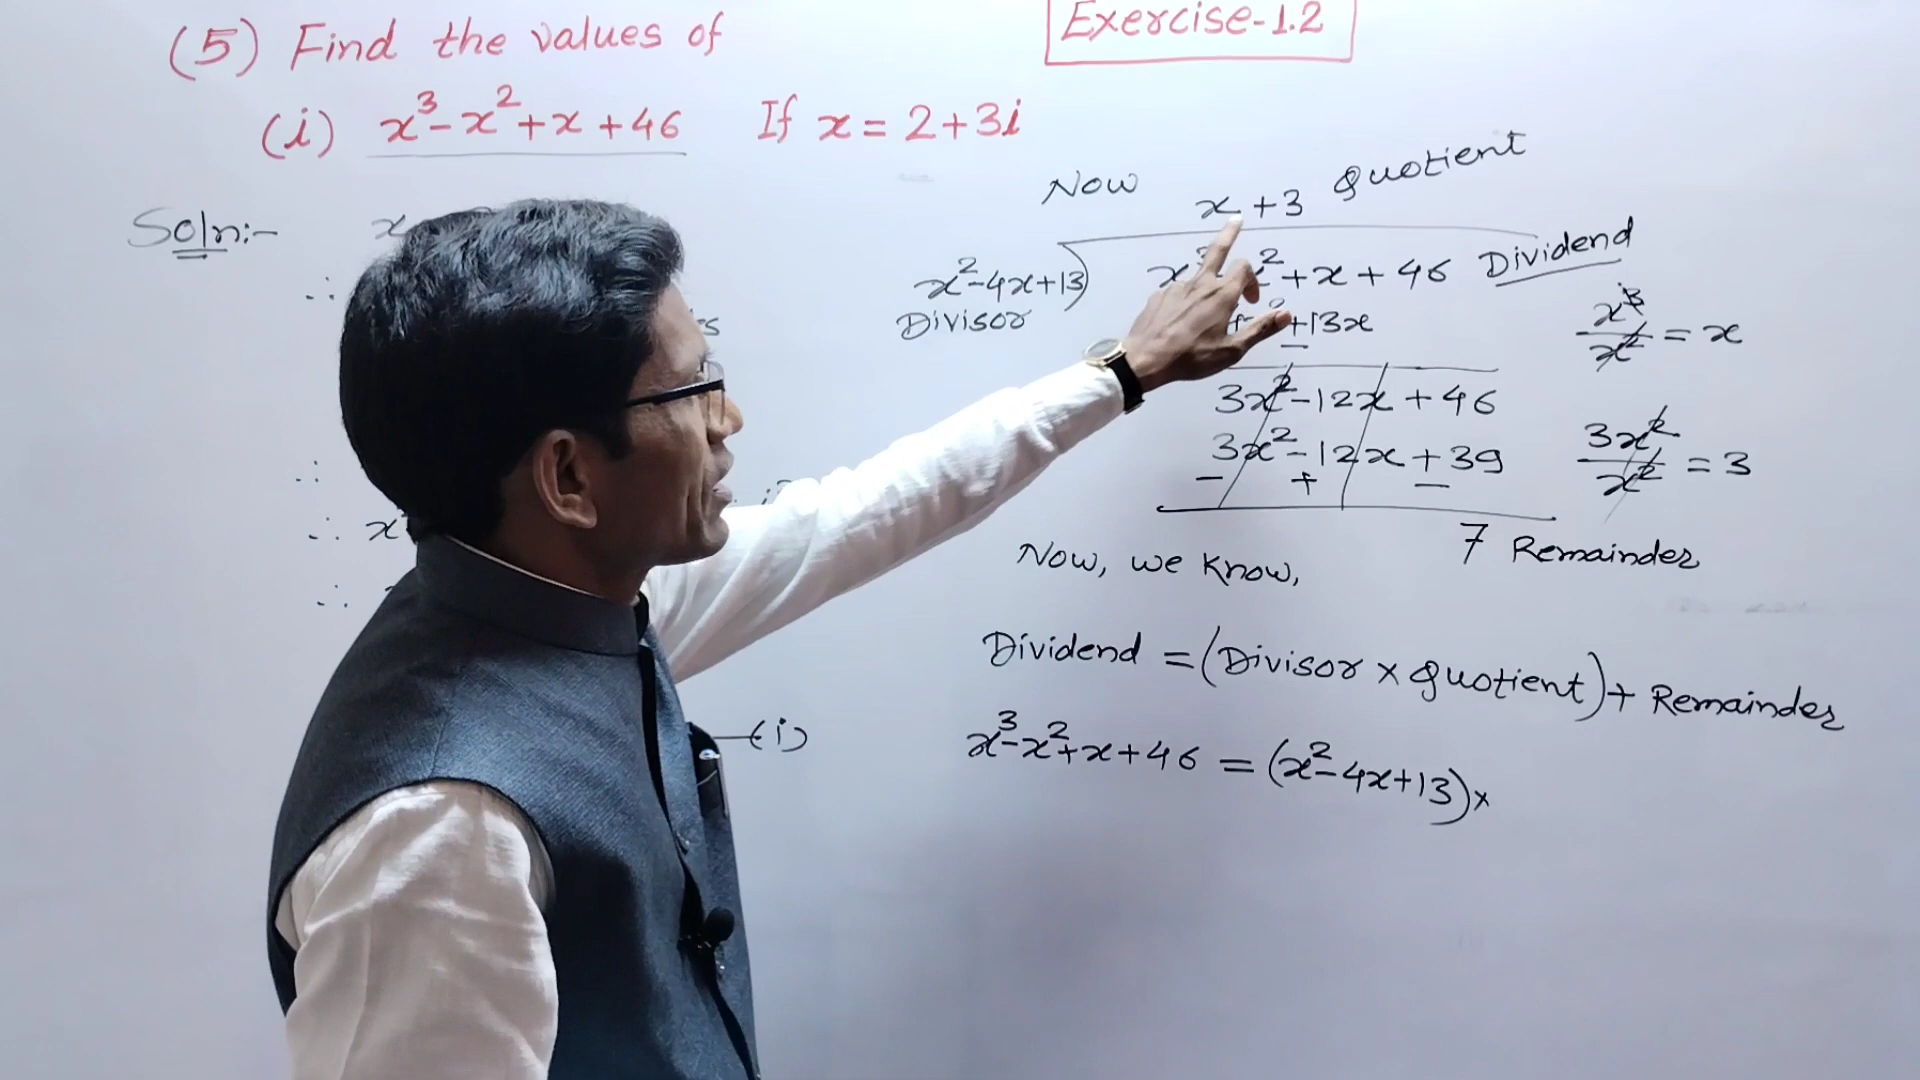 (5) Find the values of
Exercise-1.2
(i) x³-x²+x+46 If x = 2+3i
Soln:- x
∴
∴
∴ x
∴
(i)
Now
x+3 Quotient
x²-4x+13) x³ x²+x+46 Dividend
Divisor
+13x
−
3x²-12x+46
3x²-12x+39
− + −
7 Remainder
x³/x² = x
3x²/x² = 3
Now, we know,
Dividend = (Divisor × Quotient) + Remainder
x³-x²+x+46 = (x²-4x+13)×